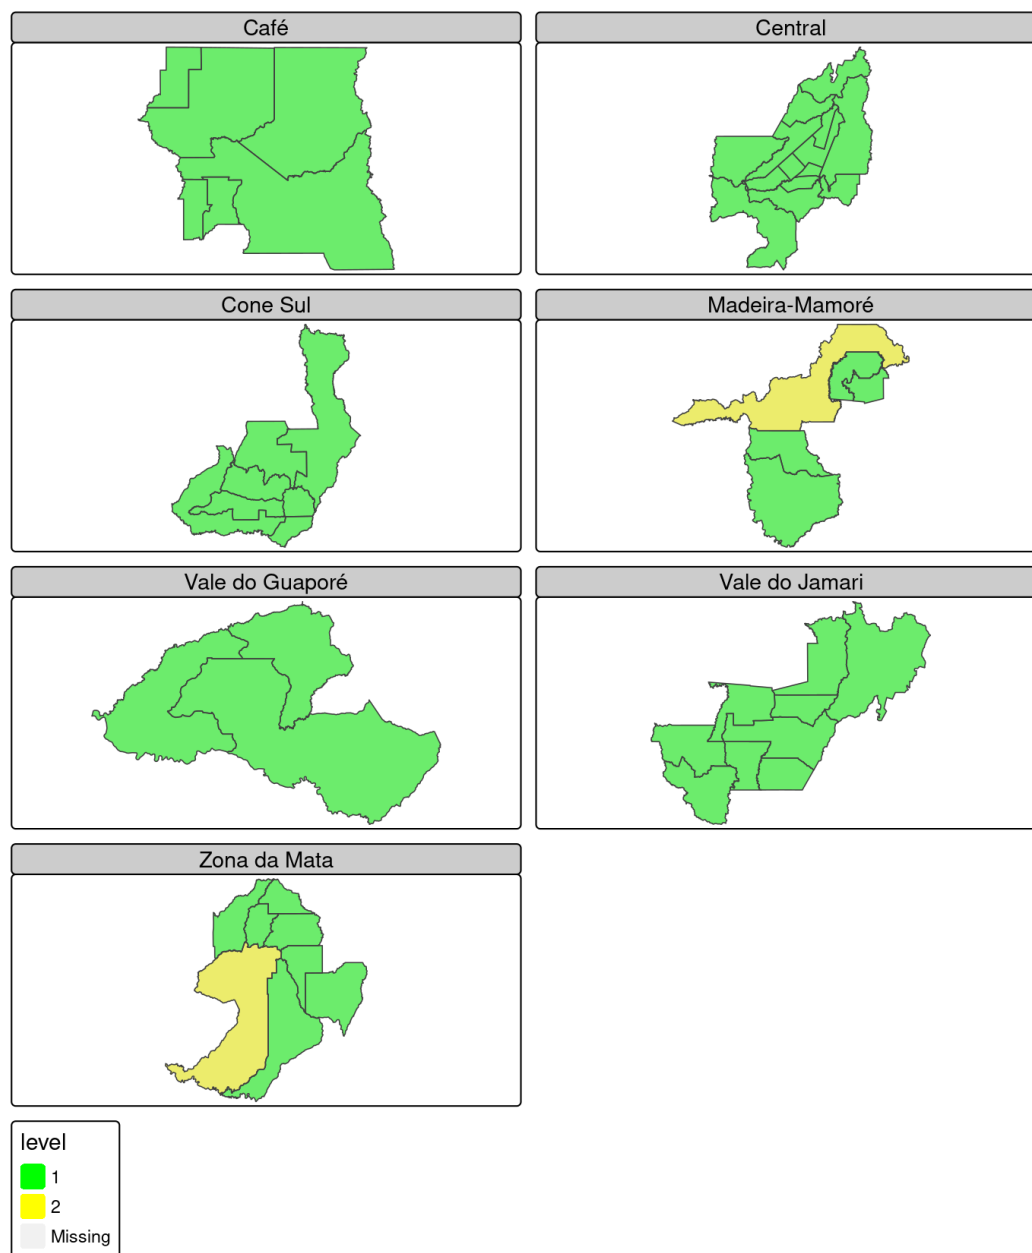 Café
Central
Cone Sul
Madeira-Mamoré
Vale do Guaporé
Vale do Jamari
Zona da Mata
level
1
2
Missing